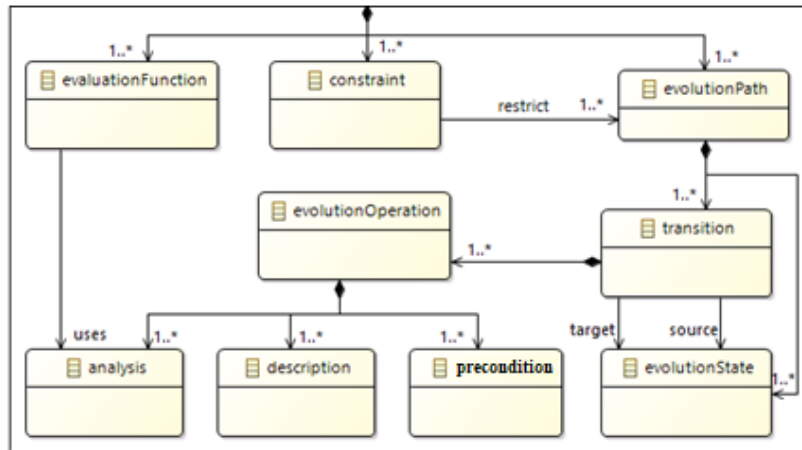 1..*
1..*
1..*
evaluationFunction
constraint
evolutionPath
restrict
1..*
1..*
evolutionOperation
transition
1..*
target
source
uses
1..*
1..*
1..*
1..*
analysis
description
precondition
evolutionState